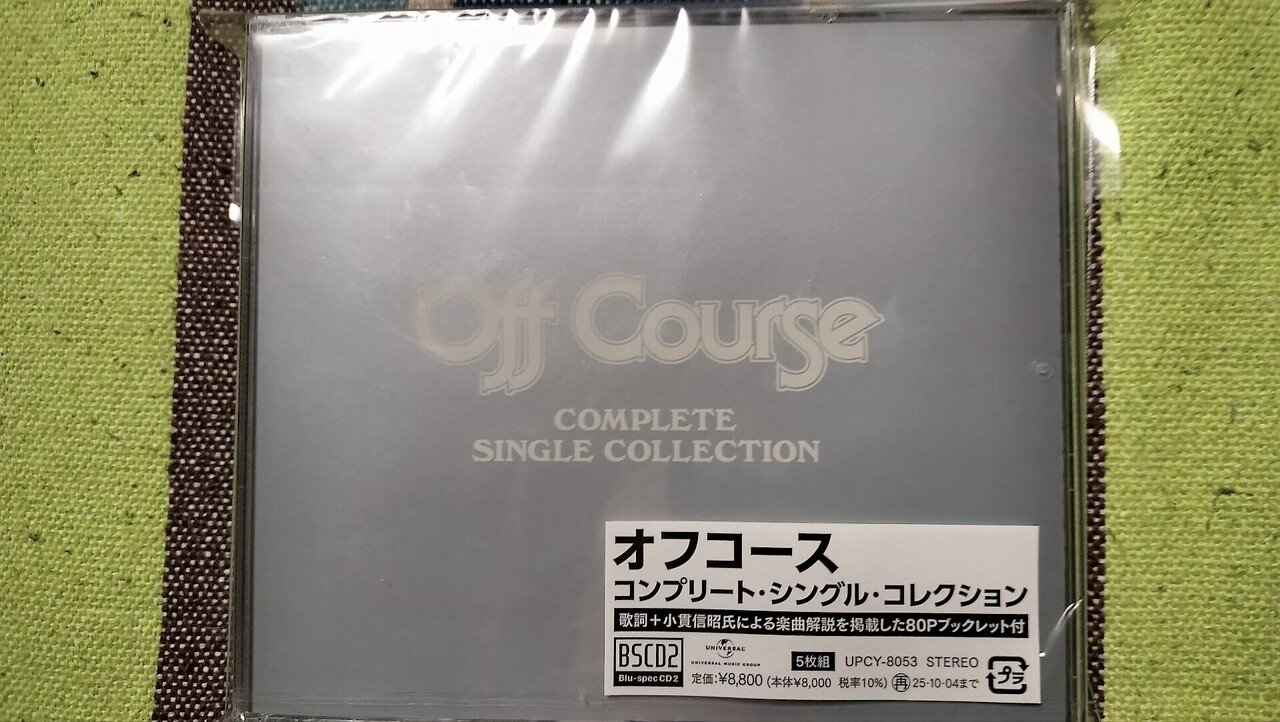 Off Course
COMPLETE
SINGLE COLLECTION
オフコース
コンプリート・シングル・コレクション
歌詞+小貫信昭氏による楽曲解説を掲載した80Pブックレット付
BSCD2
Blu-spec CD2
UNIVERSAL
UNIVERSAL MUSIC GROUP
5枚組 UPCY-8053 STEREO
定価:¥8,800 (本体¥8,000 税率10%) 再 25・10・04まで
プラ